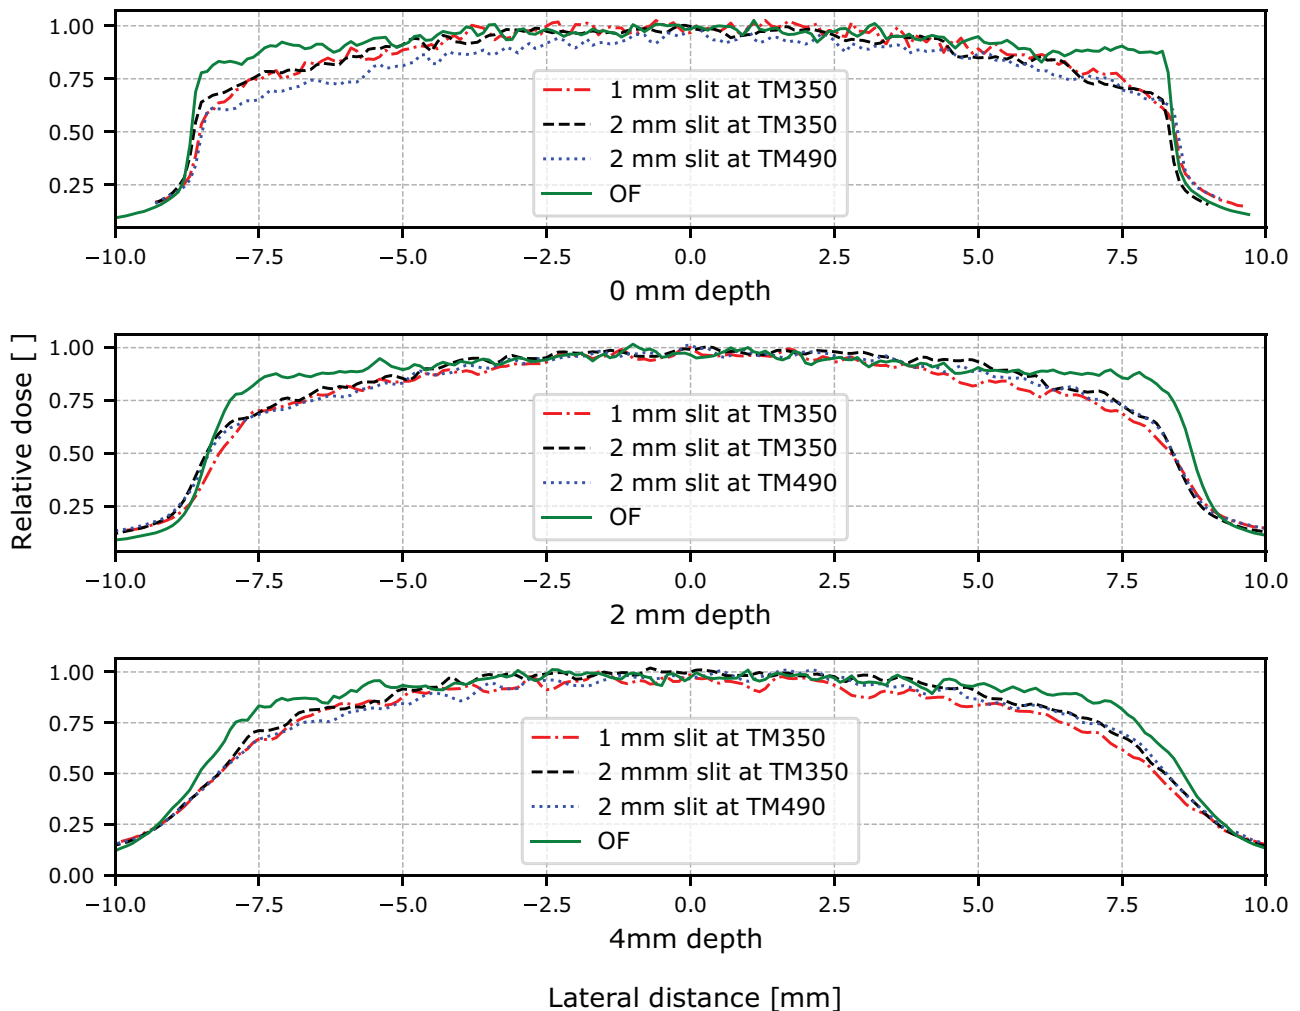 1.00
0.75
0.50
0.25
1 mm slit at TM350
2 mm slit at TM350
2 mm slit at TM490
OF
−10.0 −7.5 −5.0 −2.5 0.0 2.5 5.0 7.5 10.0
0 mm depth
Relative dose [ ]
1.00
0.75
0.50
0.25
1 mm slit at TM350
2 mm slit at TM350
2 mm slit at TM490
OF
−10.0 −7.5 −5.0 −2.5 0.0 2.5 5.0 7.5 10.0
2 mm depth
1.00
0.75
0.50
0.25
0.00
1 mm slit at TM350
2 mmm slit at TM350
2 mm slit at TM490
OF
−10.0 −7.5 −5.0 −2.5 0.0 2.5 5.0 7.5 10.0
4mm depth
Lateral distance [mm]